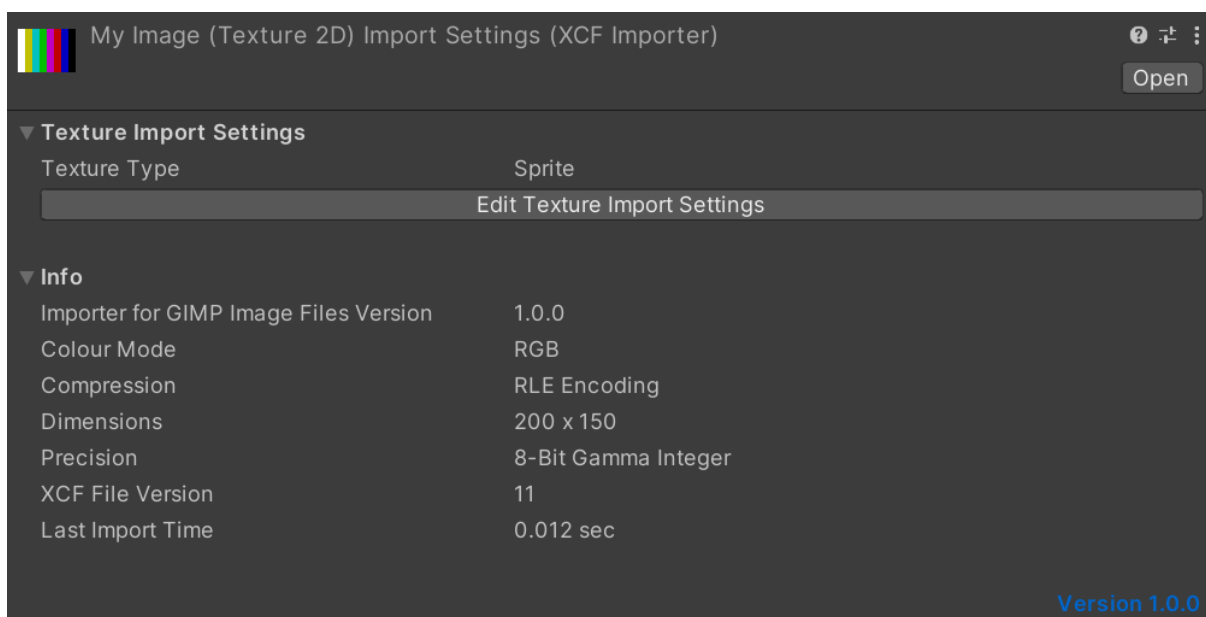 My Image (Texture 2D) Import Settings (XCF Importer)
Open
Texture Import Settings
Texture Type Sprite
Edit Texture Import Settings
Info
Importer for GIMP Image Files Version 1.0.0
Colour Mode RGB
Compression RLE Encoding
Dimensions 200 x 150
Precision 8-Bit Gamma Integer
XCF File Version 11
Last Import Time 0.012 sec
Version 1.0.0